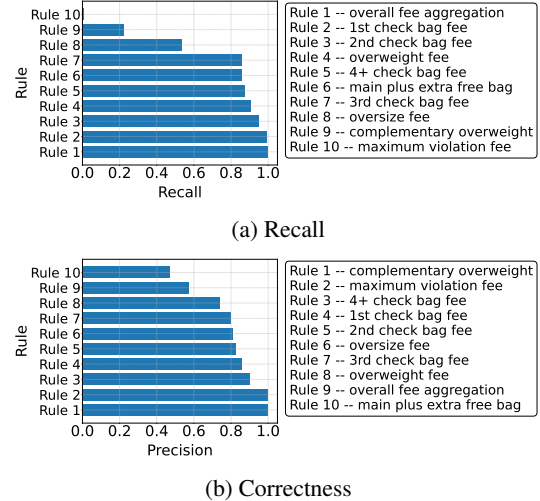 Rule 10
Rule 9
Rule 8
Rule 7
Rule 6
Rule 5
Rule 4
Rule 3
Rule 2
Rule 1
Rule
0.0 0.2 0.4 0.6 0.8 1.0
Recall
Rule 1 -- overall fee aggregation
Rule 2 -- 1st check bag fee
Rule 3 -- 2nd check bag fee
Rule 4 -- overweight fee
Rule 5 -- 4+ check bag fee
Rule 6 -- main plus extra free bag
Rule 7 -- 3rd check bag fee
Rule 8 -- oversize fee
Rule 9 -- complementary overweight
Rule 10 -- maximum violation fee
(a) Recall
Rule 10
Rule 9
Rule 8
Rule 7
Rule 6
Rule 5
Rule 4
Rule 3
Rule 2
Rule 1
Rule
0.0 0.2 0.4 0.6 0.8 1.0
Precision
Rule 1 -- complementary overweight
Rule 2 -- maximum violation fee
Rule 3 -- 4+ check bag fee
Rule 4 -- 1st check bag fee
Rule 5 -- 2nd check bag fee
Rule 6 -- oversize fee
Rule 7 -- 3rd check bag fee
Rule 8 -- overweight fee
Rule 9 -- overall fee aggregation
Rule 10 -- main plus extra free bag
(b) Correctness